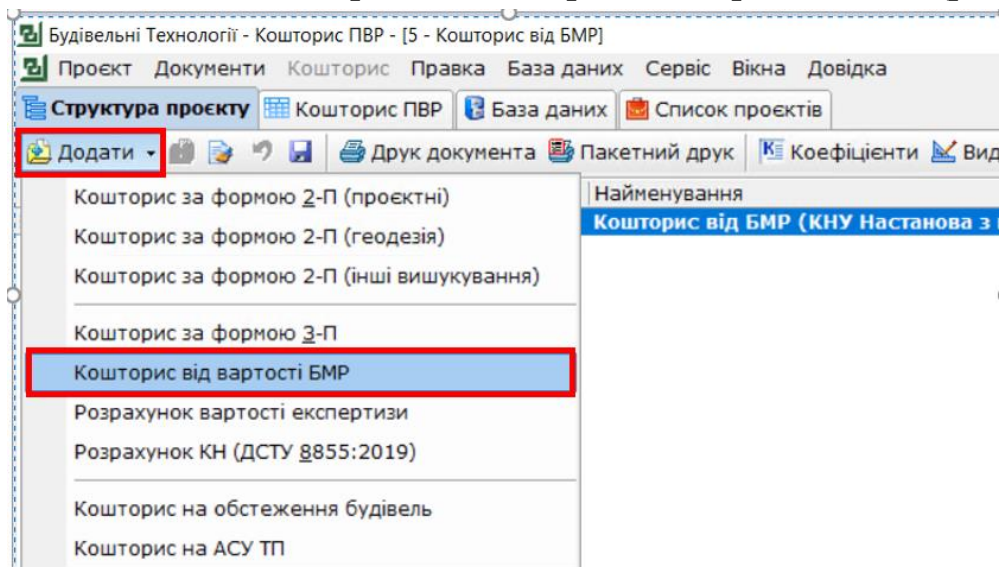 Будівельні Технології - Кошторис ПВР - [5 - Кошторис від БМР]
Проєкт Документи Кошторис Правка База даних Сервіс Вікна Довідка
Структура проєкту Кошторис ПВР База даних Список проєктів
Додати Друк документа Пакетний друк Коефіцієнти Вид
Найменування
Кошторис від БМР (КНУ Настанова з
Кошторис за формою 2-П (проєктні)
Кошторис за формою 2-П (геодезія)
Кошторис за формою 2-П (інші вишукування)
Кошторис за формою 3-П
Кошторис від вартості БМР
Розрахунок вартості експертизи
Розрахунок КН (ДСТУ 8855:2019)
Кошторис на обстеження будівель
Кошторис на АСУ ТП